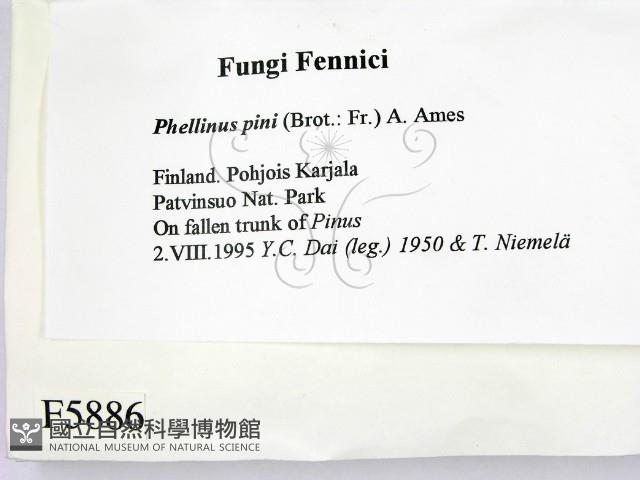 Fungi Fennici
Phellinus pini (Brot.: Fr.) A. Ames
Finland. Pohjois Karjala
Patvinsuo Nat. Park
On fallen trunk of Pinus
2.VIII.1995 Y.C. Dai (leg.) 1950 & T. Niemelä
F5886
國立自然科學博物館
NATIONAL MUSEUM OF NATURAL SCIENCE